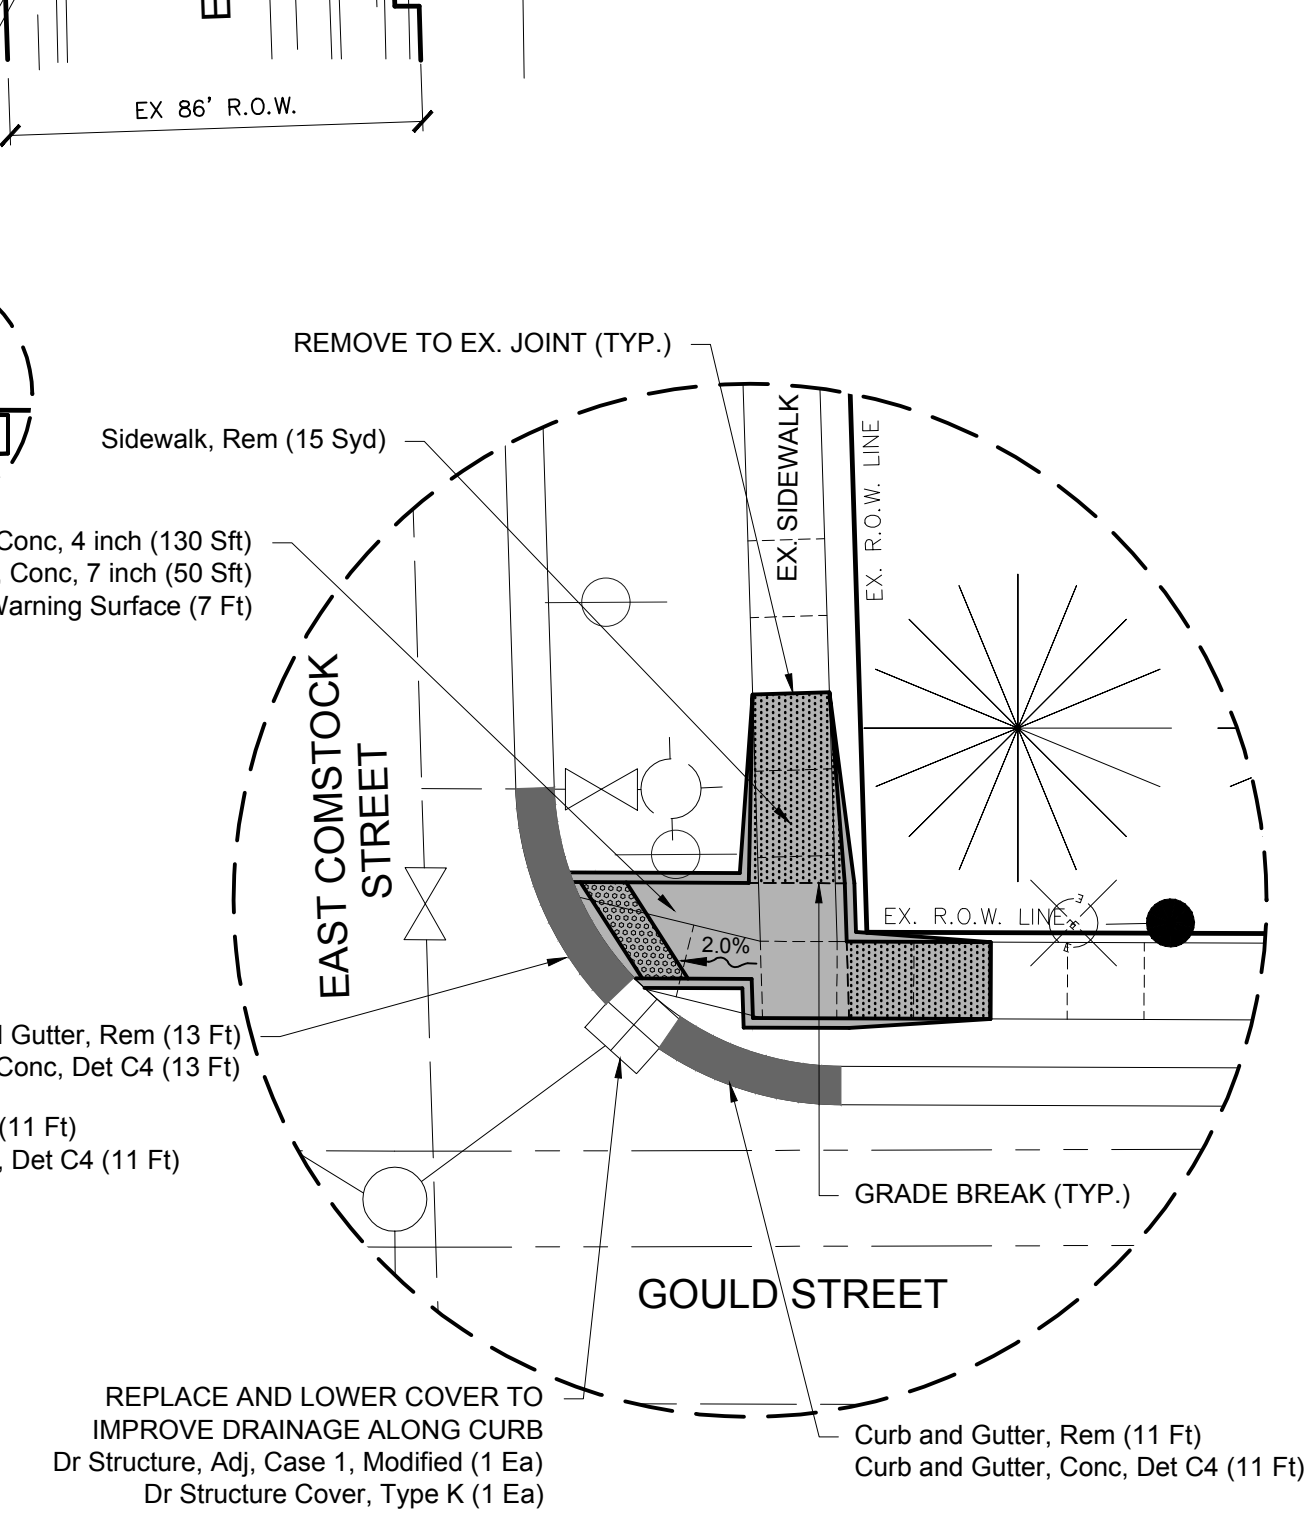 EX 86' R.O.W.
REMOVE TO EX. JOINT (TYP.)
Sidewalk, Rem (15 Syd)
EX. SIDEWALK
EX. R.O.W. LINE
Conc, 4 inch (130 Sft)
, Conc, 7 inch (50 Sft)
Warning Surface (7 Ft)
EAST COMSTOCK
STREET
EX. R.O.W. LINE
2.0%
Gutter, Rem (13 Ft)
Conc, Det C4 (13 Ft)
(11 Ft)
, Det C4 (11 Ft)
GRADE BREAK (TYP.)
GOULD STREET
REPLACE AND LOWER COVER TO
IMPROVE DRAINAGE ALONG CURB
Dr Structure, Adj, Case 1, Modified (1 Ea)
Dr Structure Cover, Type K (1 Ea)
Curb and Gutter, Rem (11 Ft)
Curb and Gutter, Conc, Det C4 (11 Ft)